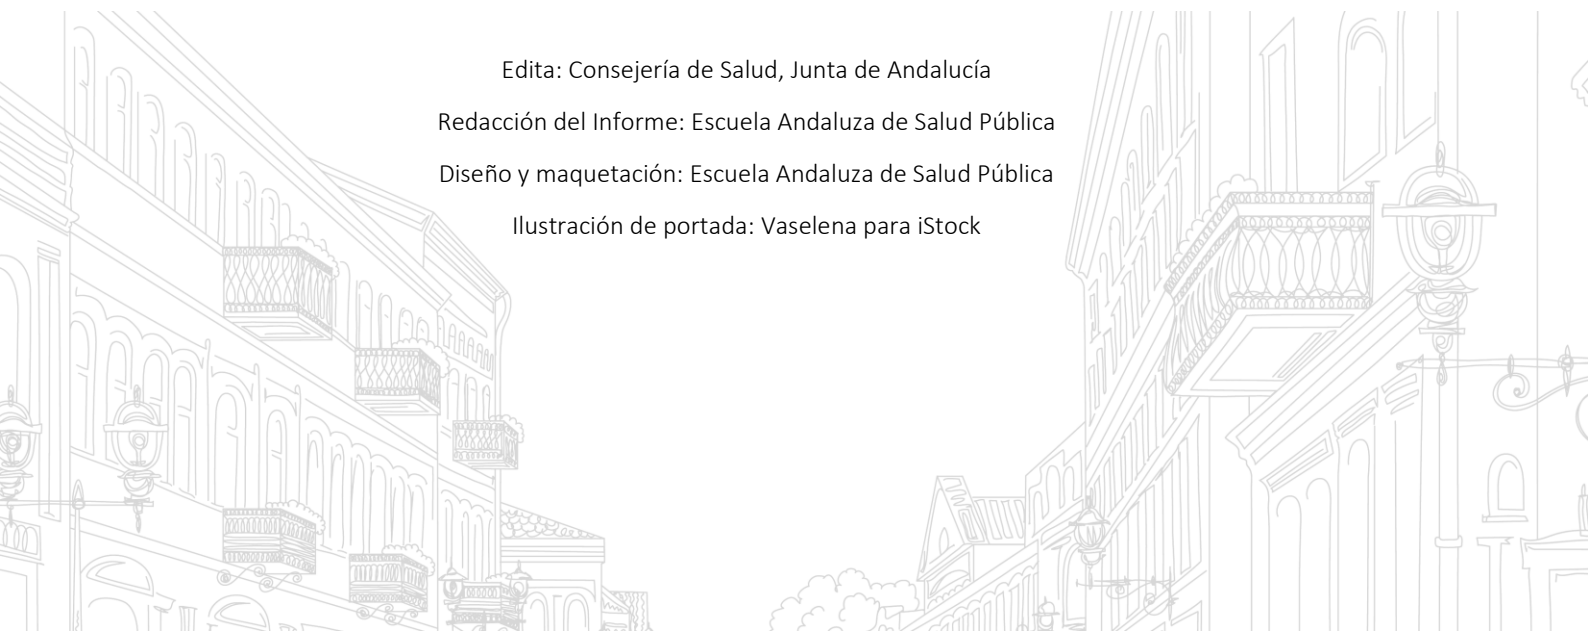 Edita: Consejería de Salud, Junta de Andalucía
Redacción del Informe: Escuela Andaluza de Salud Pública
Diseño y maquetación: Escuela Andaluza de Salud Pública
Ilustración de portada: Vaselena para iStock